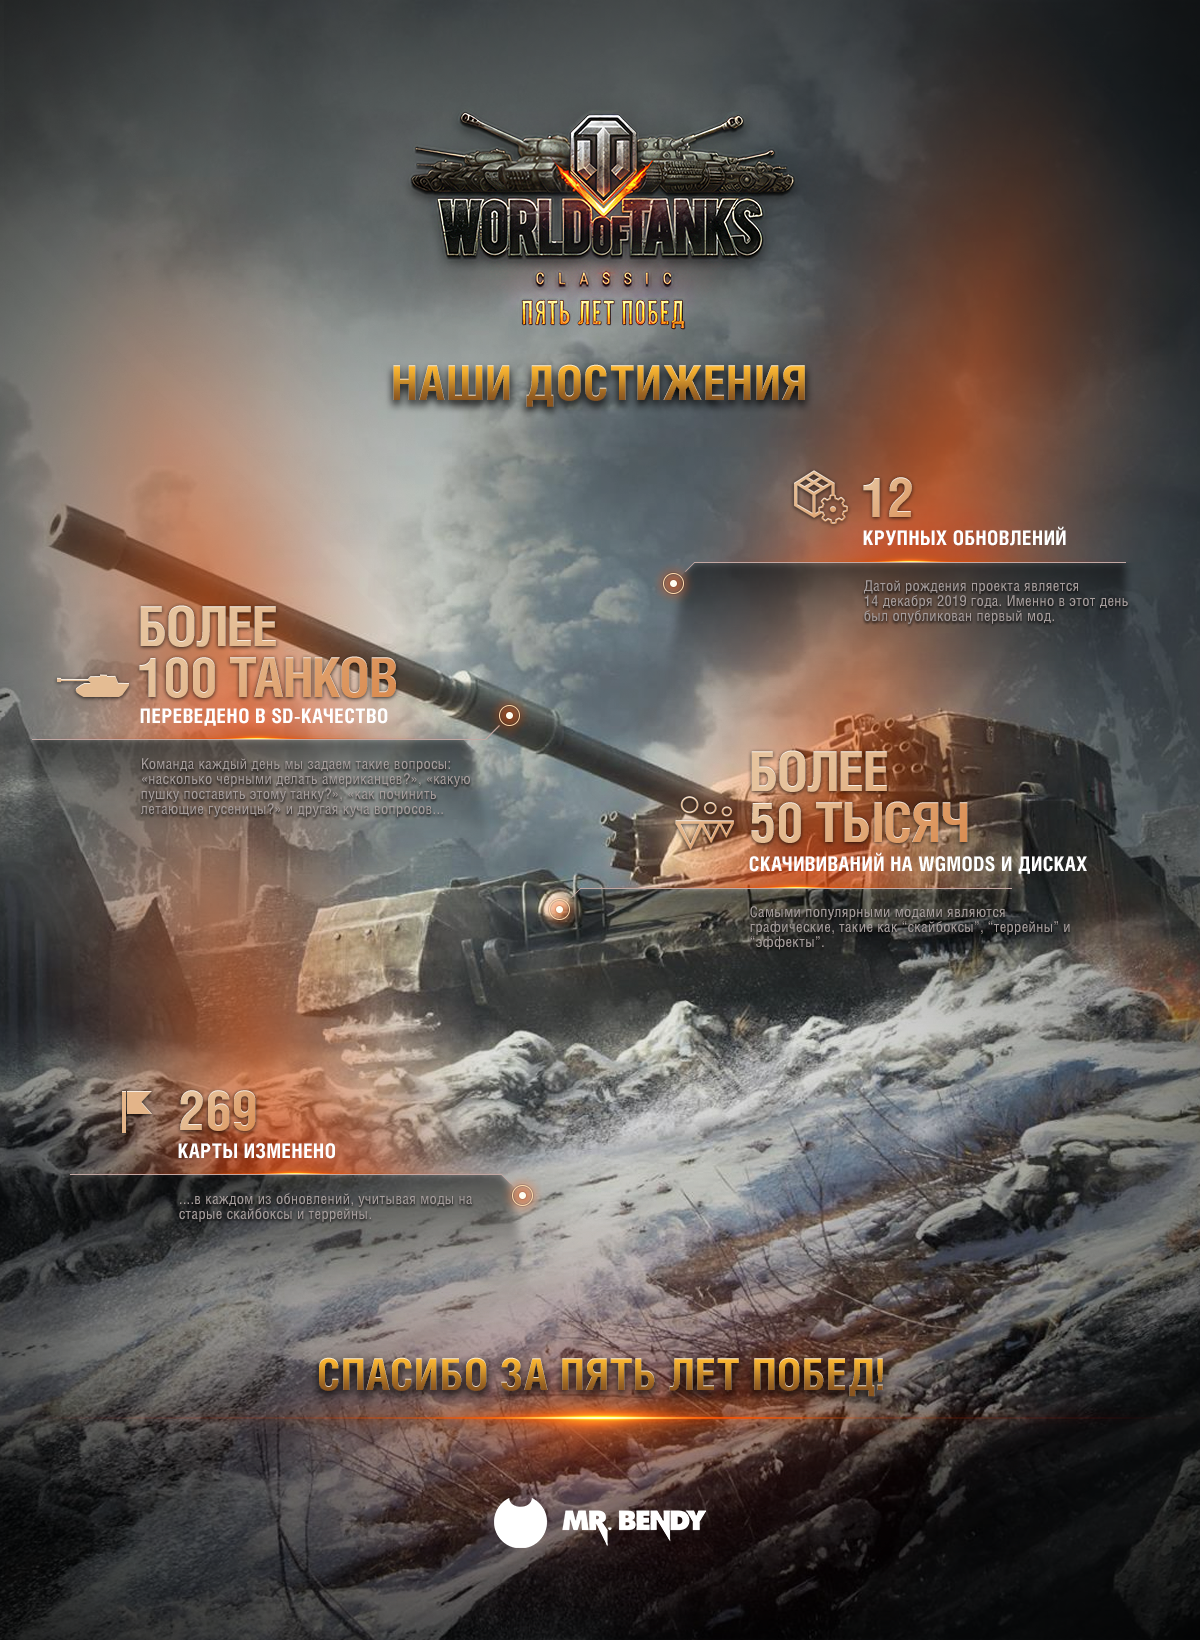 WORLD OF TANKS
CLASSIC
ПЯТЬ ЛЕТ ПОБЕД
НАШИ ДОСТИЖЕНИЯ
12
КРУПНЫХ ОБНОВЛЕНИЙ
Датой рождения проекта является
14 декабря 2019 года. Именно в этот день
был опубликован первый мод.
БОЛЕЕ
100 ТАНКОВ
ПЕРЕВЕДЕНО В SD-КАЧЕСТВО
Команда каждый день мы задаем такие вопросы:
«насколько черными делать американцев?», «какую
пушку поставить этому танку?», «как починить
летающие гусеницы?» и другая куча вопросов...
БОЛЕЕ
50 ТЫСЯЧ
СКАЧИВИВАНИЙ НА WGMODS И ДИСКАХ
Самыми популярными модами являются
графические, такие как “скайбоксы”, “террейны” и
“эффекты”.
269
КАРТЫ ИЗМЕНЕНО
....в каждом из обновлений, учитывая моды на
старые скайбоксы и террейны.
СПАСИБО ЗА ПЯТЬ ЛЕТ ПОБЕД!
MR. BENDY